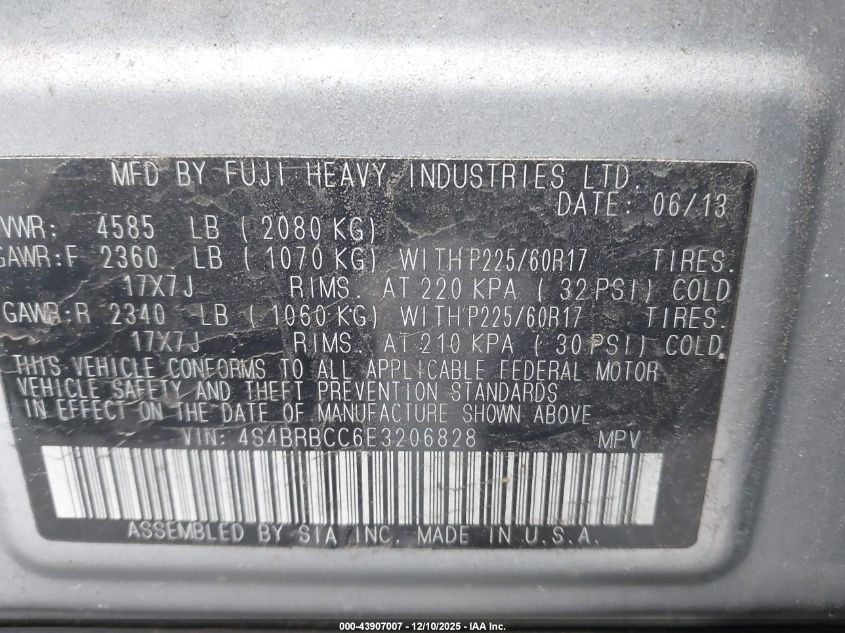 MFD BY FUJI HEAVY INDUSTRIES LTD.
DATE: 06/13
VWR: 4585 LB ( 2080 KG)
GAWR:F 2360 LB ( 1070 KG) WITH P225/60R17 TIRES.
17X7J RIMS. AT 220 KPA ( 32 PSI) COLD
GAWR:R 2340 LB ( 1060 KG) WITH P225/60R17 TIRES.
17X7J RIMS. AT 210 KPA ( 30 PSI) COLD.
THIS VEHICLE CONFORMS TO ALL APPLICABLE FEDERAL MOTOR
VEHICLE SAFETY AND THEFT PREVENTION STANDARDS
IN EFFECT ON THE DATE OF MANUFACTURE SHOWN ABOVE
VIN: 4S4BRBCC6E3206828 MPV
ASSEMBLED BY SIA INC. MADE IN U.S.A.
000-43907007 - 12/10/2025 - IAA Inc.